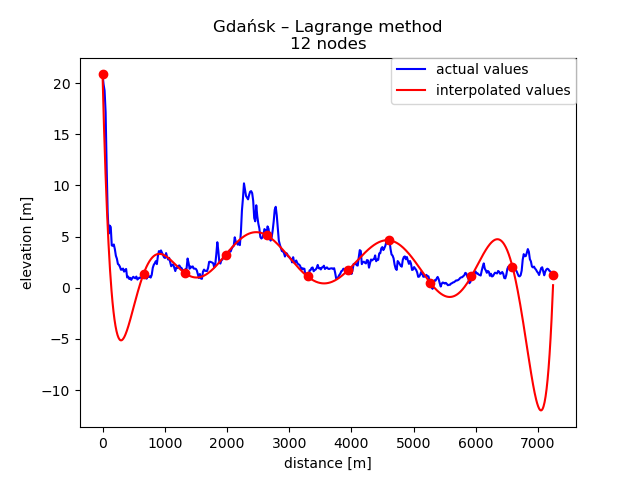 Gdańsk – Lagrange method
12 nodes
actual values
interpolated values
20
15
10
5
0
−5
−10
elevation [m]
0 1000 2000 3000 4000 5000 6000 7000
distance [m]